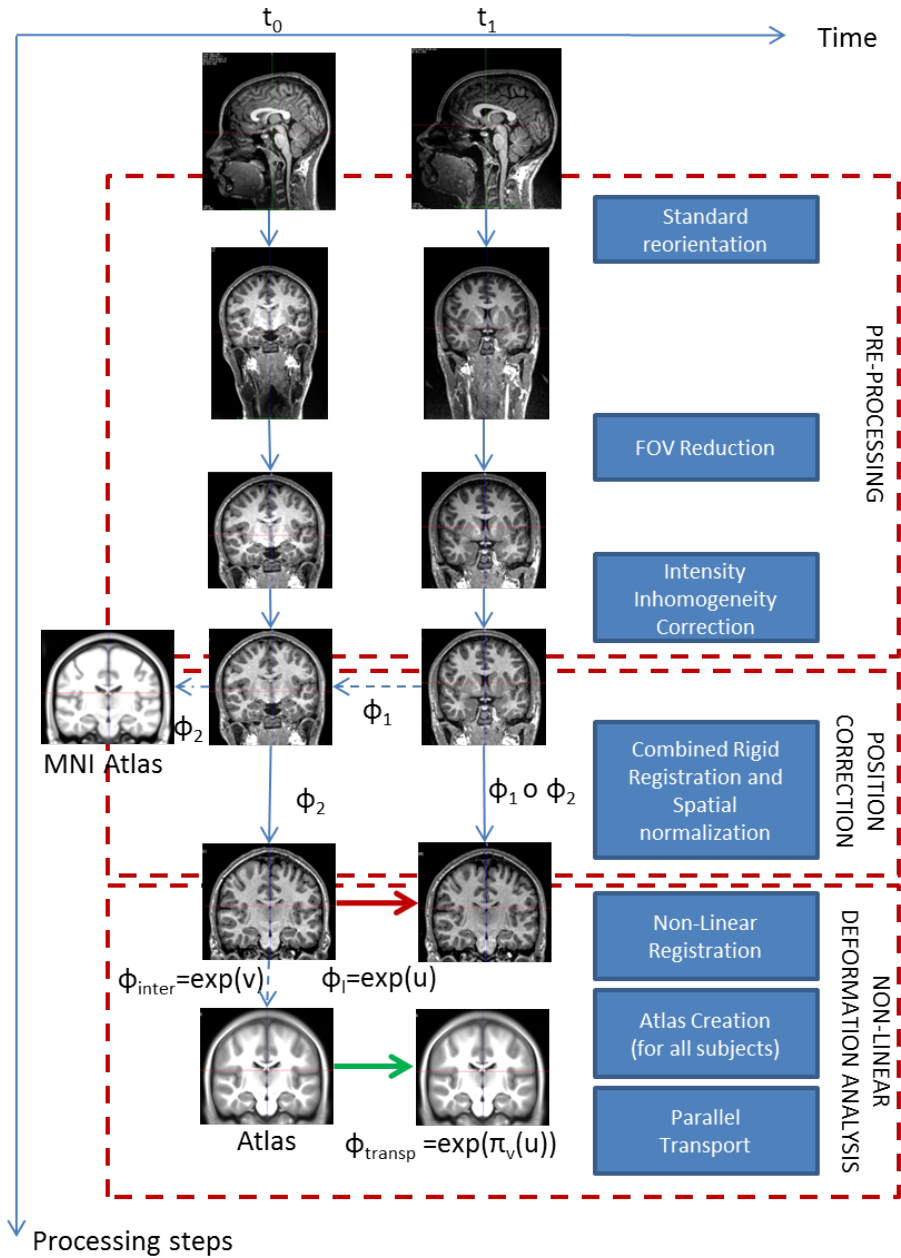 t0
t1
Time
Standard
reorientation
PRE-PROCESSING
FOV Reduction
Intensity
Inhomogeneity
Correction
ϕ2
ϕ1
MNI Atlas
POSITION
CORRECTION
Combined Rigid
Registration and
Spatial
normalization
ϕ2
ϕ1 o ϕ2
NON-LINEAR
DEFORMATION ANALYSIS
Non-Linear
Registration
ϕinter=exp(v)
ϕl=exp(u)
Atlas Creation
(for all subjects)
Parallel
Transport
Atlas
ϕtransp =exp(πv(u))
Processing steps